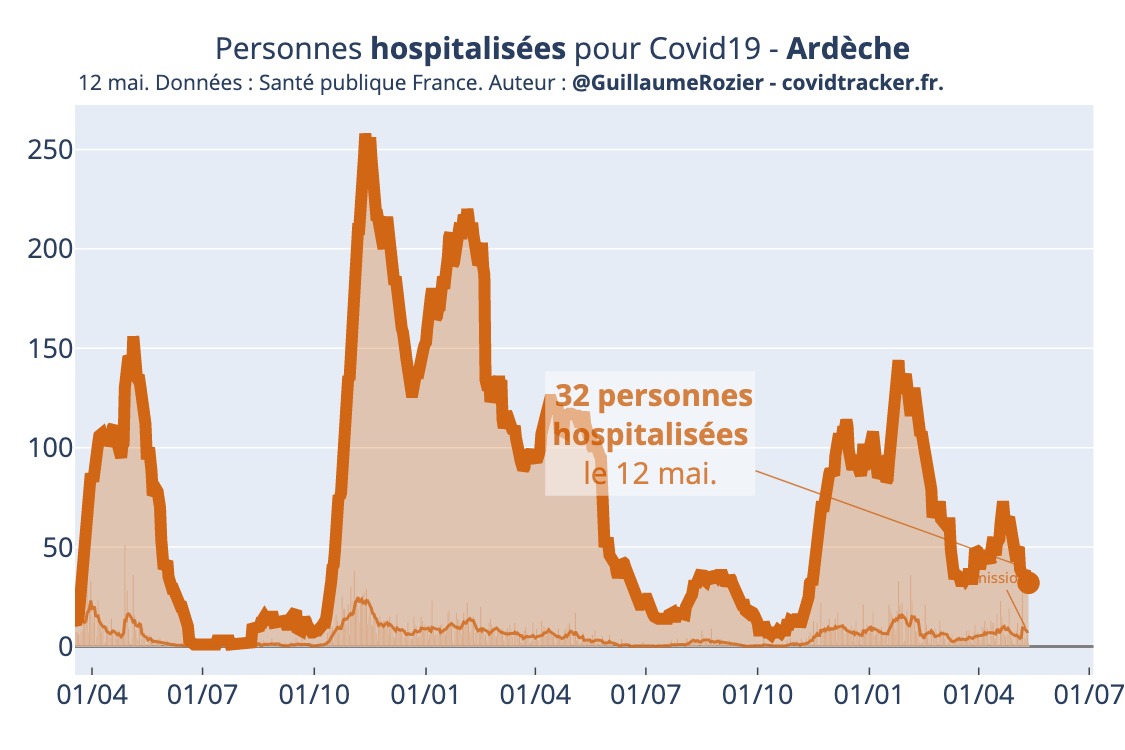 Personnes hospitalisées pour Covid19 - Ardèche
12 mai. Données : Santé publique France. Auteur : @GuillaumeRozier - covidtracker.fr.
250
200
150
100
50
0
32 personnes
hospitalisées
le 12 mai.
01/04 01/07 01/10 01/01 01/04 01/07 01/10 01/01 01/04 01/07